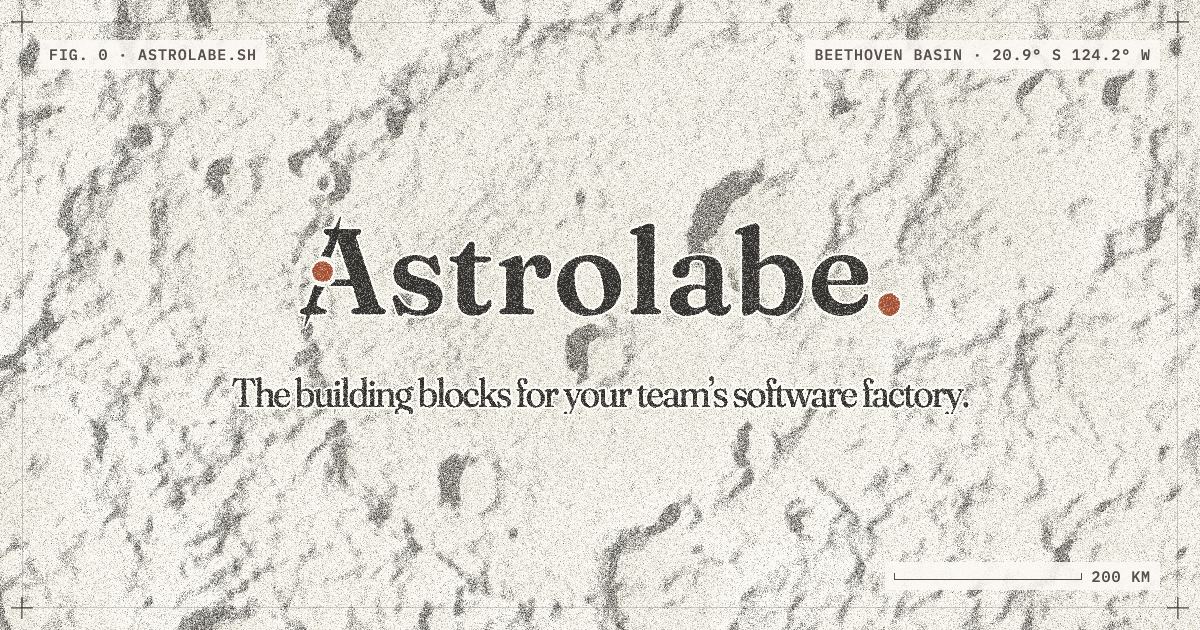 FIG. 0 · ASTROLABE.SH
BEETHOVEN BASIN · 20.9° S 124.2° W
Astrolabe.
The building blocks for your team’s software factory.
200 KM